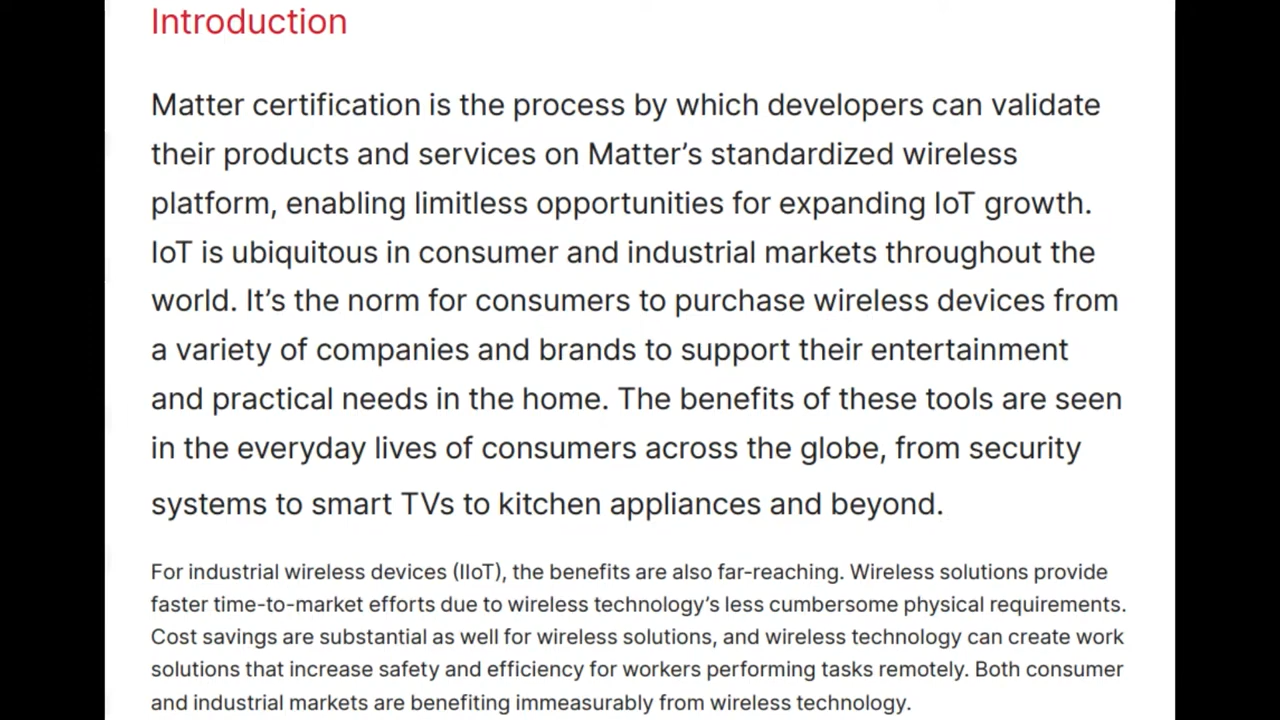 Introduction
Matter certification is the process by which developers can validate
their products and services on Matter’s standardized wireless
platform, enabling limitless opportunities for expanding IoT growth.
IoT is ubiquitous in consumer and industrial markets throughout the
world. It’s the norm for consumers to purchase wireless devices from
a variety of companies and brands to support their entertainment
and practical needs in the home. The benefits of these tools are seen
in the everyday lives of consumers across the globe, from security
systems to smart TVs to kitchen appliances and beyond.
For industrial wireless devices (IIoT), the benefits are also far-reaching. Wireless solutions provide
faster time-to-market efforts due to wireless technology’s less cumbersome physical requirements.
Cost savings are substantial as well for wireless solutions, and wireless technology can create work
solutions that increase safety and efficiency for workers performing tasks remotely. Both consumer
and industrial markets are benefiting immeasurably from wireless technology.